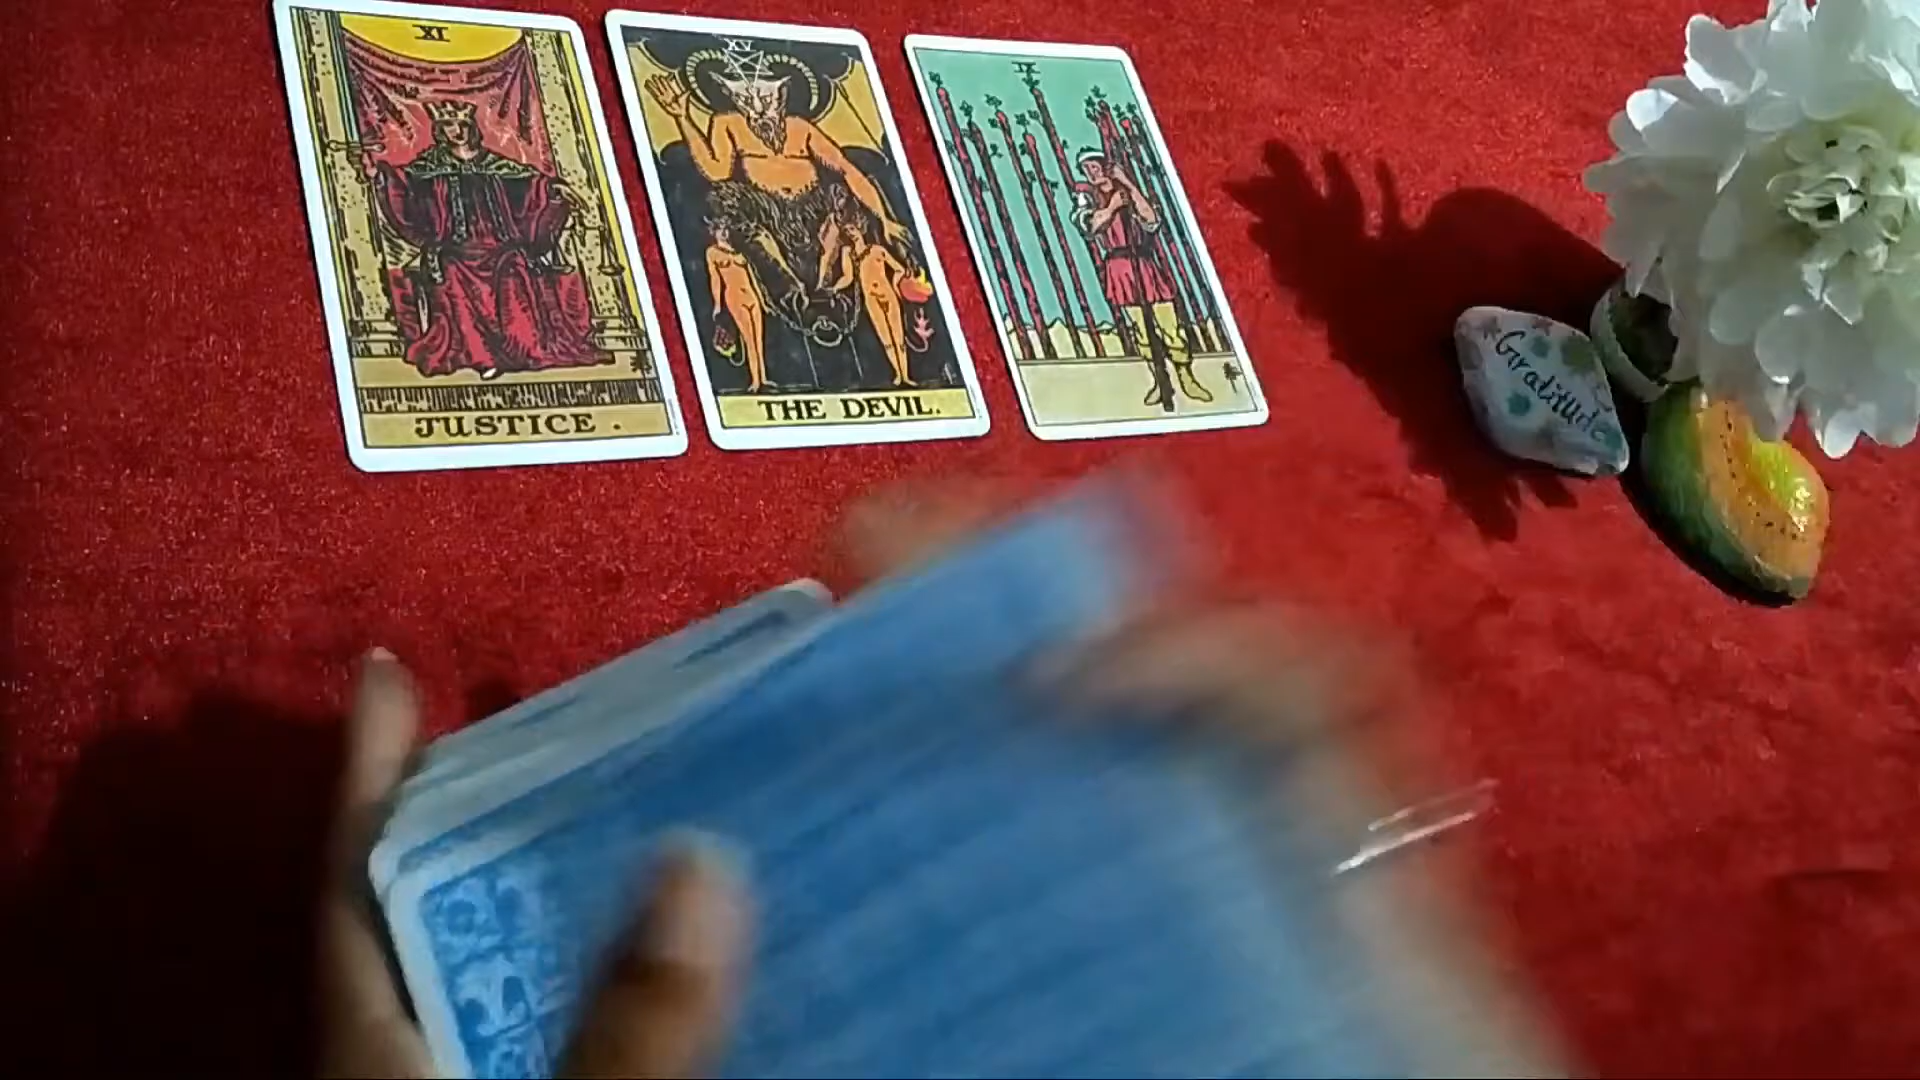 XI
JUSTICE .
XV
THE DEVIL.
IX
Gratitude